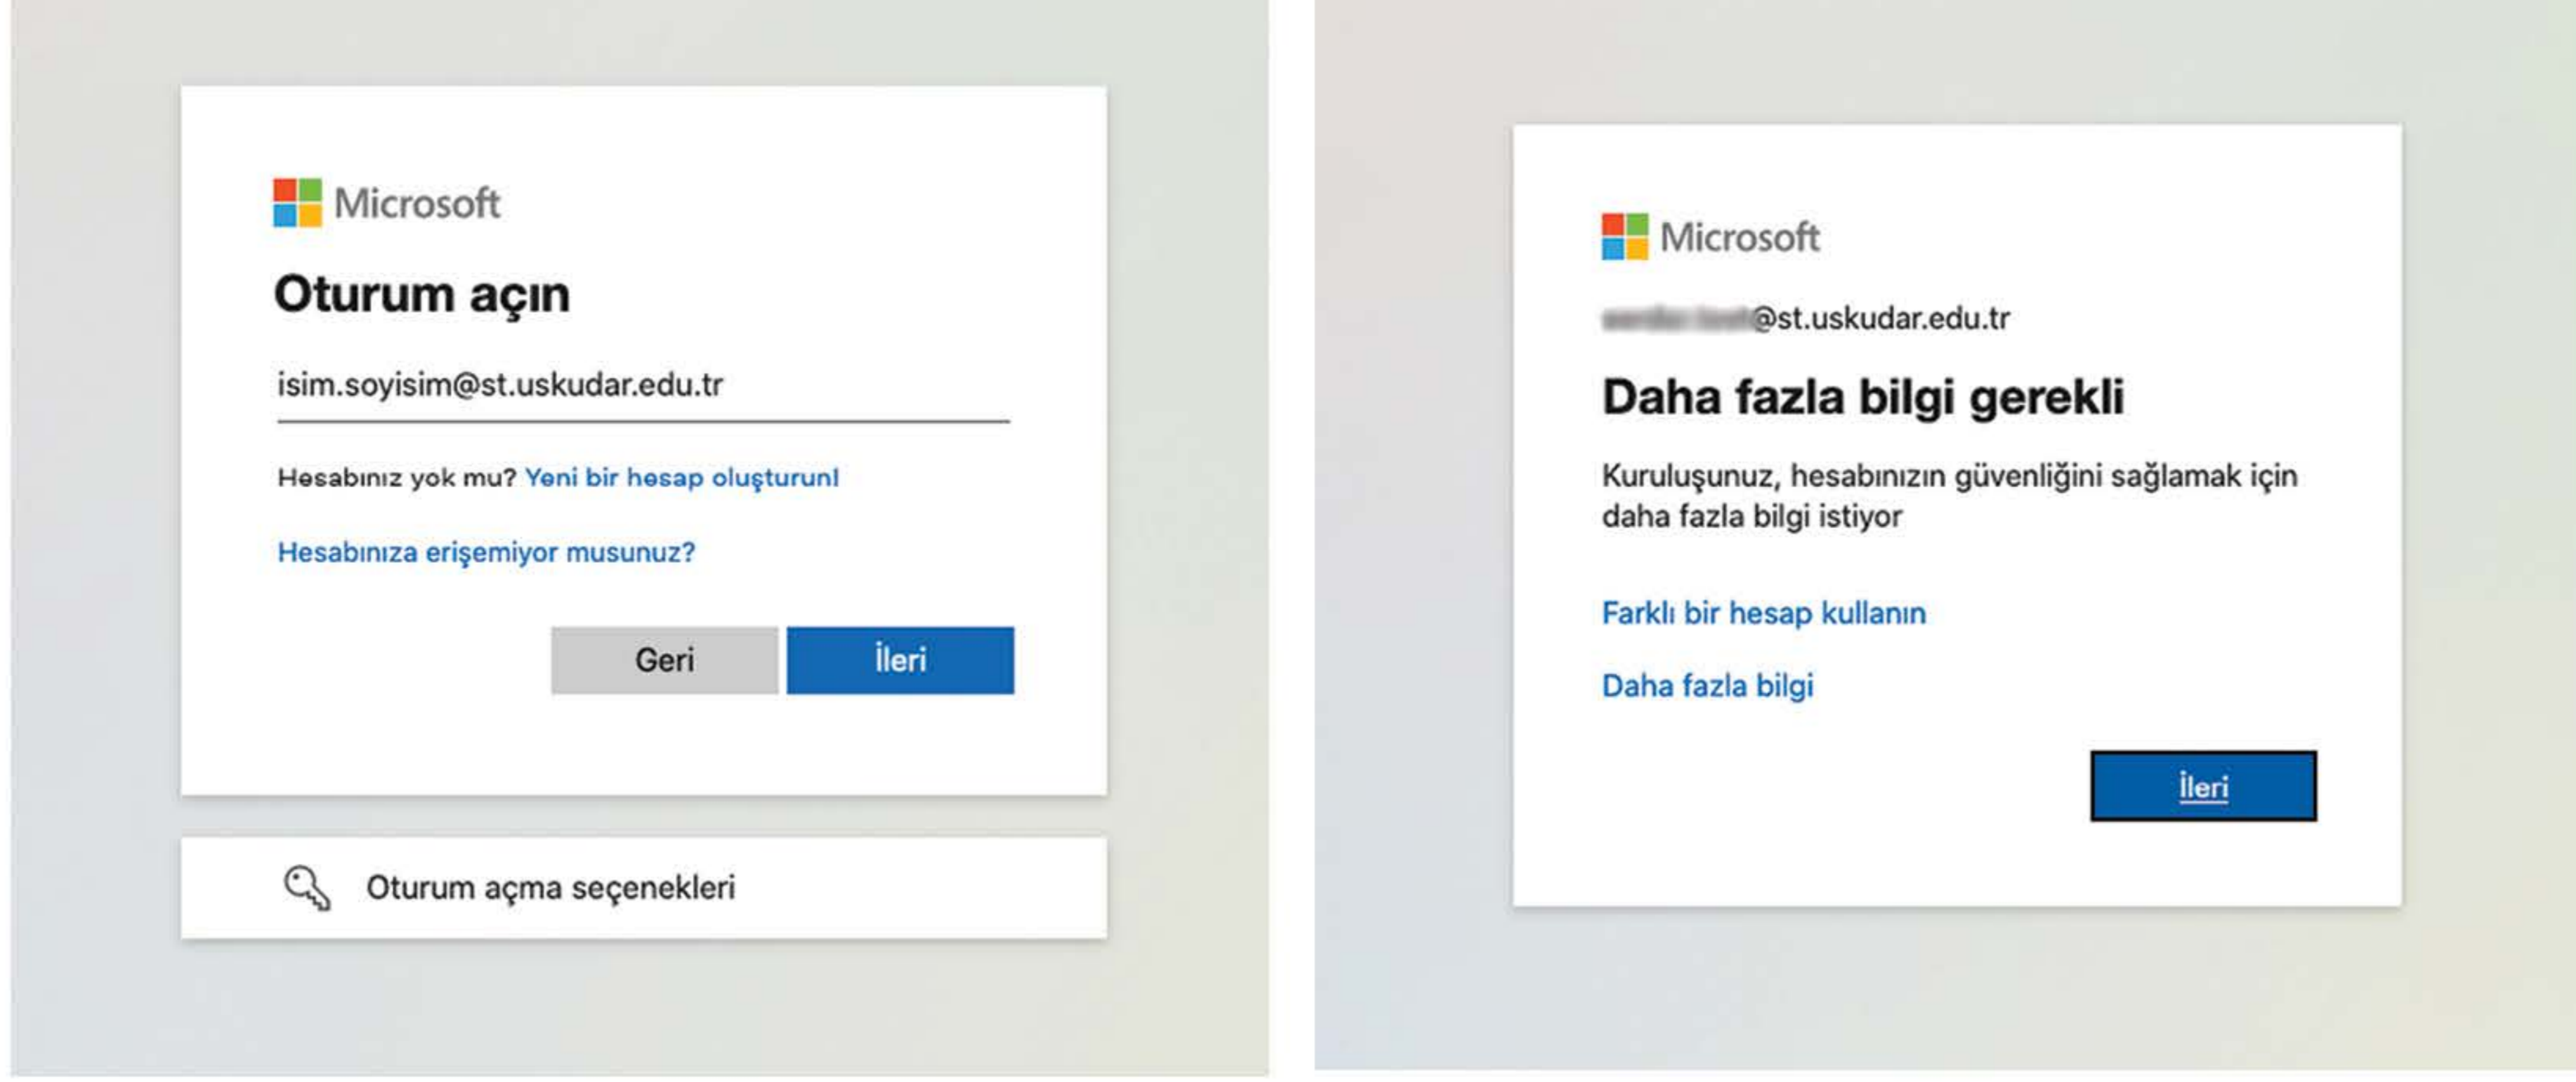 Microsoft
Oturum açın
isim.soyisim@st.uskudar.edu.tr
Hesabınız yok mu? Yeni bir hesap oluşturun!
Hesabınıza erişemiyor musunuz?
Geri
İleri
Oturum açma seçenekleri
Microsoft
@st.uskudar.edu.tr
Daha fazla bilgi gerekli
Kuruluşunuz, hesabınızın güvenliğini sağlamak için
daha fazla bilgi istiyor
Farklı bir hesap kullanın
Daha fazla bilgi
İleri